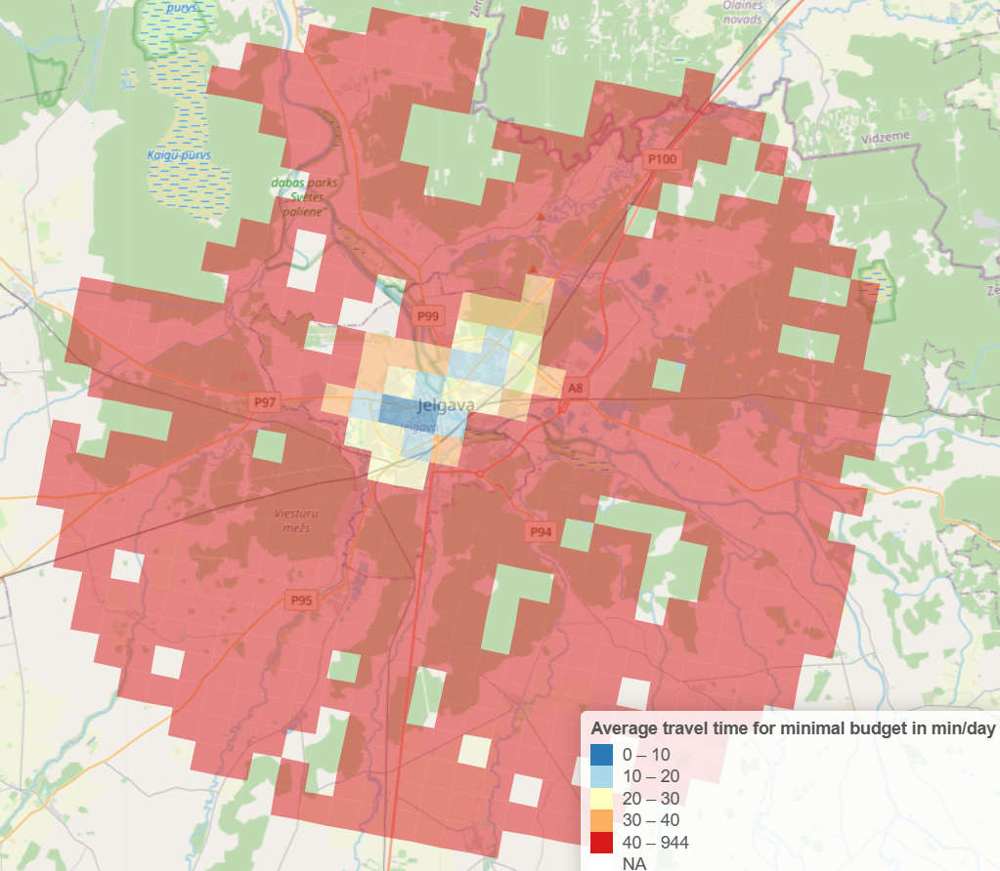 purvs
Olaines
novads
Kaigu purvs
Vidzeme
P100
dabas parks
„Svētes
paliene"
P99
A8
P97
Jelgava
Jelgava
Viesturu
mežs
P94
P95
Average travel time for minimal budget in min/day
0 – 10
10 – 20
20 – 30
30 – 40
40 – 944
NA